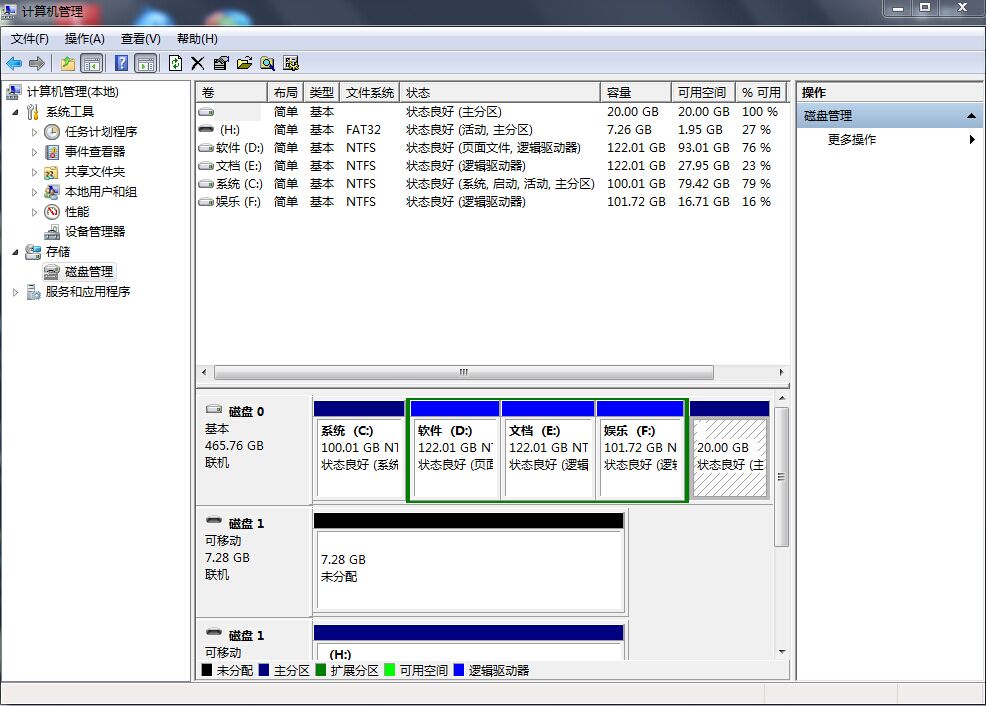 计算机管理
文件(F) 操作(A) 查看(V) 帮助(H)
计算机管理(本地)
系统工具
任务计划程序
事件查看器
共享文件夹
本地用户和组
性能
设备管理器
存储
磁盘管理
服务和应用程序
卷 布局 类型 文件系统 状态 容量 可用空间 % 可用
简单 基本 状态良好 (主分区) 20.00 GB 20.00 GB 100 %
(H:) 简单 基本 FAT32 状态良好 (活动, 主分区) 7.26 GB 1.95 GB 27 %
软件 (D:) 简单 基本 NTFS 状态良好 (页面文件, 逻辑驱动器) 122.01 GB 93.01 GB 76 %
文档 (E:) 简单 基本 NTFS 状态良好 (逻辑驱动器) 122.01 GB 27.95 GB 23 %
系统 (C:) 简单 基本 NTFS 状态良好 (系统, 启动, 活动, 主分区) 100.01 GB 79.42 GB 79 %
娱乐 (F:) 简单 基本 NTFS 状态良好 (逻辑驱动器) 101.72 GB 16.71 GB 16 %
磁盘 0
基本
465.76 GB
联机
系统 (C:)
100.01 GB NT
状态良好 (系统
软件 (D:)
122.01 GB NT
状态良好 (页面
文档 (E:)
122.01 GB NT
状态良好 (逻辑
娱乐 (F:)
101.72 GB N
状态良好 (逻辑
20.00 GB
状态良好 (主
磁盘 1
可移动
7.28 GB
联机
7.28 GB
未分配
磁盘 1
可移动
(H:)
未分配 主分区 扩展分区 可用空间 逻辑驱动器
操作
磁盘管理
更多操作